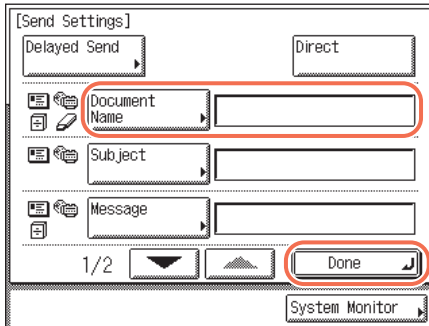 [Send Settings]
Delayed Send
Direct
Document
Name
Subject
Message
1/2
Done
System Monitor